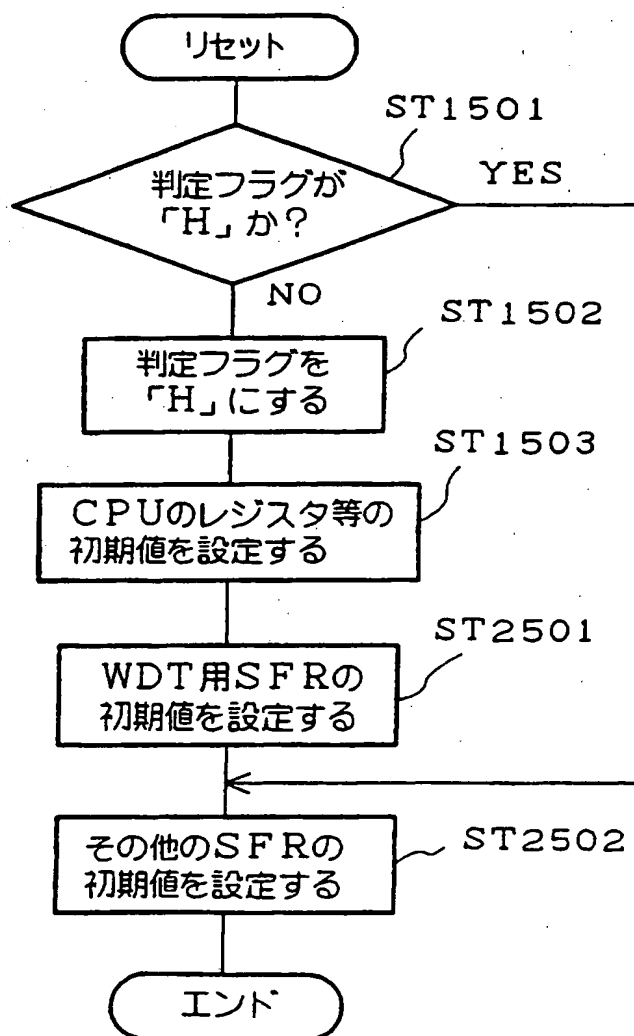 リセット
ST1501
判定フラグが
「H」か？
YES
NO
ST1502
判定フラグを
「H」にする
ST1503
CPUのレジスタ等の
初期値を設定する
ST2501
WDT用SFRの
初期値を設定する
その他のSFRの
初期値を設定する
ST2502
エンド